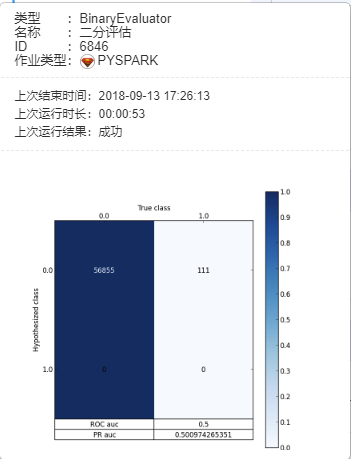 类型 : BinaryEvaluator
名称 : 二分评估
ID : 6846
作业类型: PYSPARK
上次结束时间: 2018-09-13 17:26:13
上次运行时长: 00:00:53
上次运行结果: 成功
True class
0.0 1.0
Hypothesized class
0.0 56855 111
1.0 0 0
ROC auc 0.5
PR auc 0.500974265351
1.0
0.9
0.8
0.7
0.6
0.5
0.4
0.3
0.2
0.1
0.0